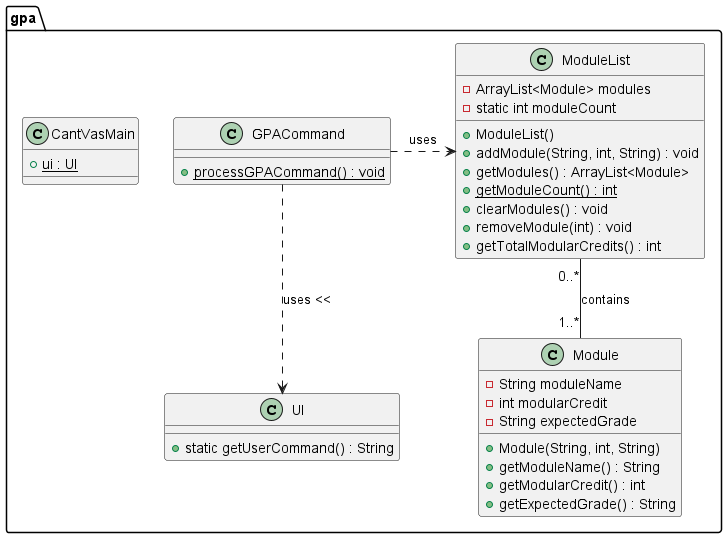 gpa
C ModuleList
ArrayList<Module> modules
static int moduleCount
ModuleList()
addModule(String, int, String) : void
getModules() : ArrayList<Module>
getModuleCount() : int
clearModules() : void
removeModule(int) : void
getTotalModularCredits() : int
C CantVasMain
ui : UI
C GPACommand
processGPACommand() : void
uses
0..*
contains
1..*
uses <<
C Module
String moduleName
int modularCredit
String expectedGrade
Module(String, int, String)
getModuleName() : String
getModularCredit() : int
getExpectedGrade() : String
C UI
static getUserCommand() : String